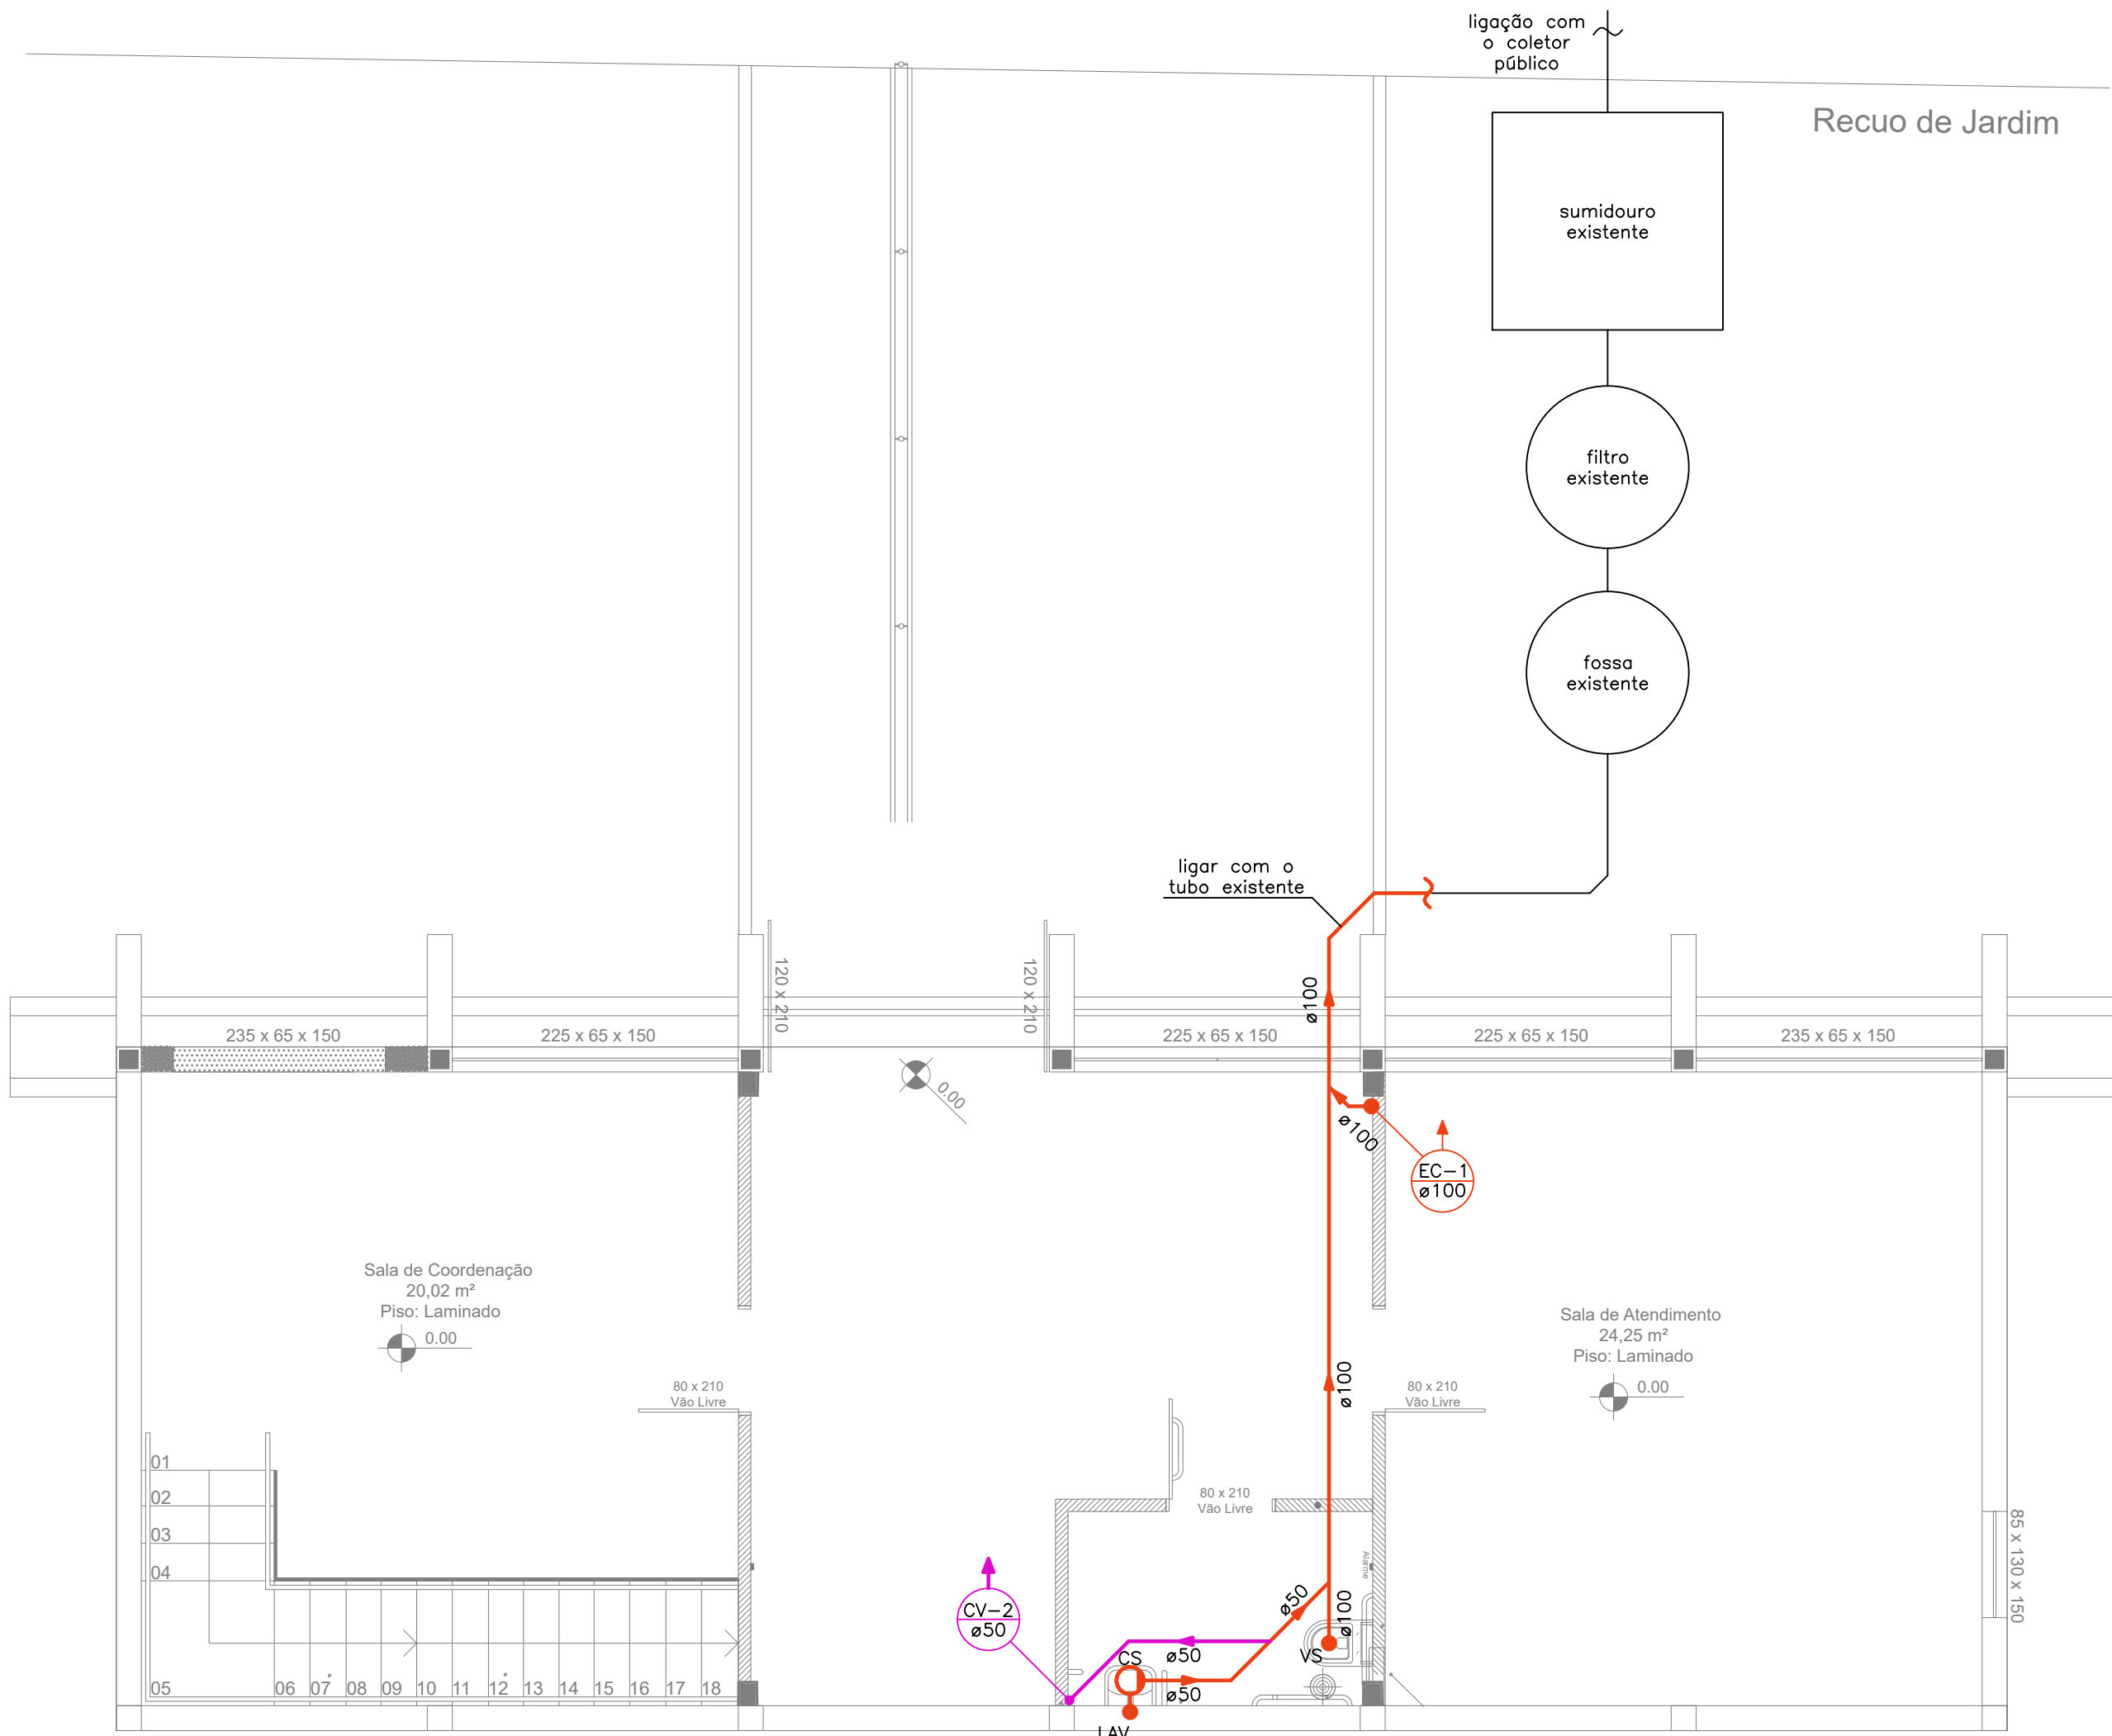 ligação com
o coletor
público
Recuo de Jardim
sumidouro
existente
filtro
existente
fossa
existente
ligar com o
tubo existente
120 x 210
120 x 210
ø100
235 x 65 x 150
225 x 65 x 150
225 x 65 x 150
225 x 65 x 150
235 x 65 x 150
0.00
ø100
EC-1
ø100
Sala de Coordenação
20,02 m²
Piso: Laminado
0.00
Sala de Atendimento
24,25 m²
Piso: Laminado
0.00
80 x 210
Vão Livre
ø100
80 x 210
Vão Livre
01
02
03
04
05
06
07
08
09
10
11
12
13
14
15
16
17
18
80 x 210
Vão Livre
Alarme
85 x 130 x 150
CV-2
ø50
ø50
ø100
CS
ø50
VS
ø50
LAV